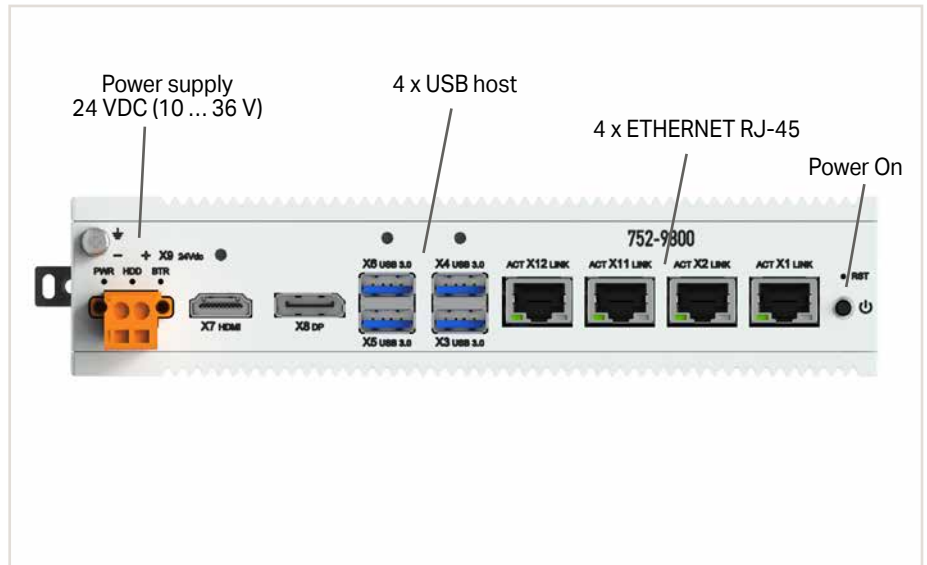 Power supply
24 VDC (10 … 36 V)
4 x USB host
4 x ETHERNET RJ-45
Power On
752-9800
− + X9 24Vdc
PWR HDD BTR
X7 HDMI
X8 DP
X6 USB 3.0
X4 USB 3.0
X5 USB 3.0
X3 USB 3.0
ACT X12 LINK
ACT X11 LINK
ACT X2 LINK
ACT X1 LINK
RST